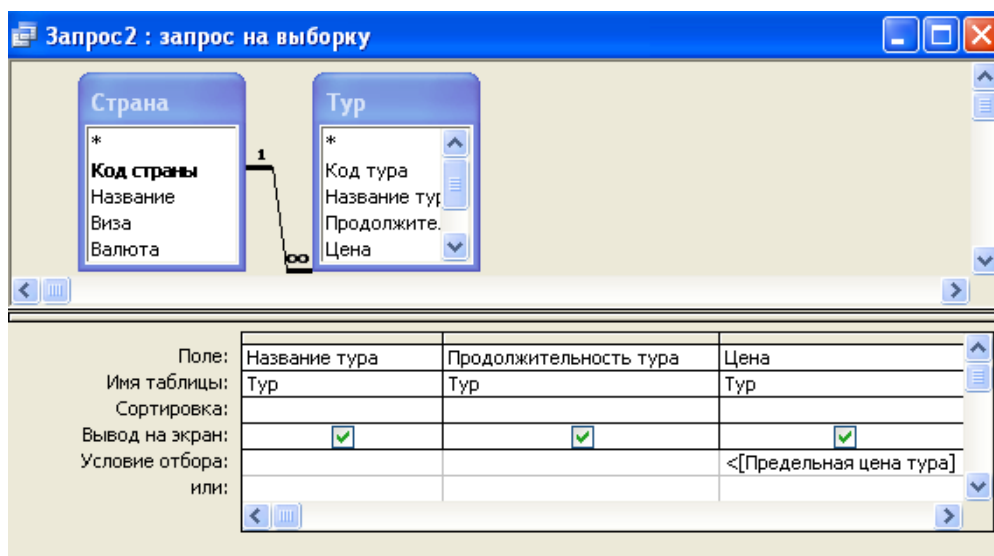 Запрос2 : запрос на выборку
Страна
*
Код страны
Название
Виза
Валюта
1
∞
Тур
*
Код тура
Название тур
Продолжите.
Цена
Поле: Название тура Продолжительность тура Цена
Имя таблицы: Тур Тур Тур
Сортировка:
Вывод на экран:
Условие отбора: <[Предельная цена тура]
или: